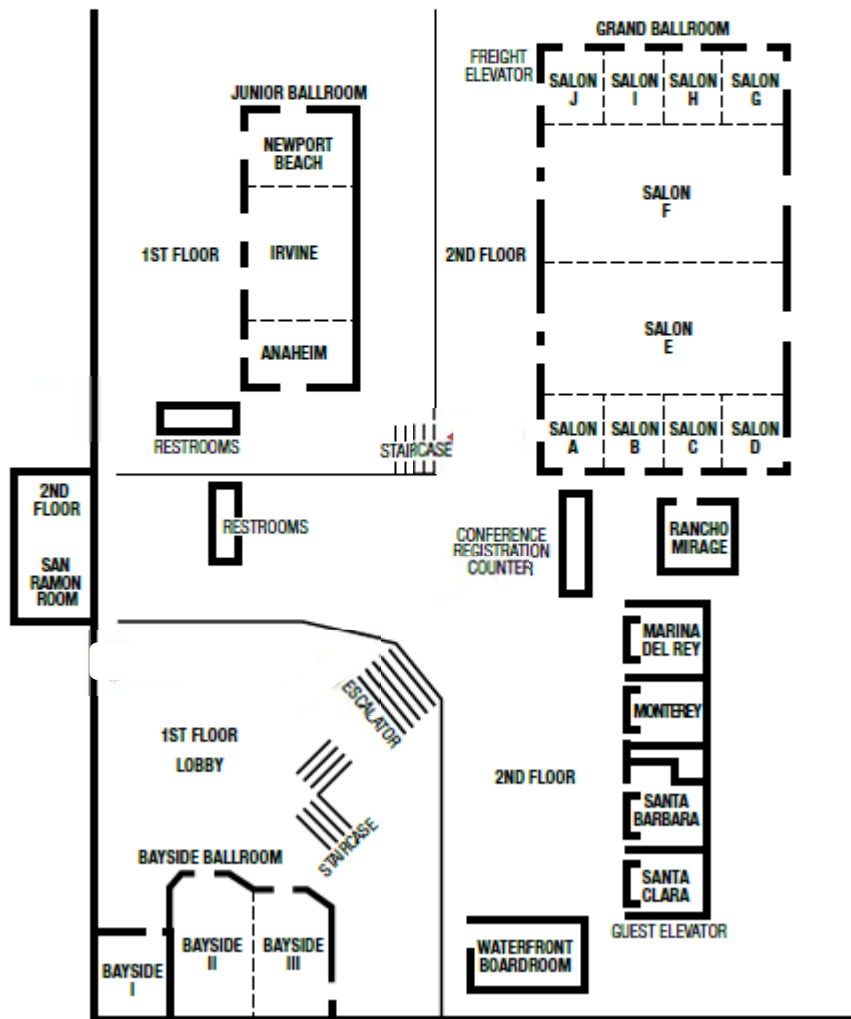 GRAND BALLROOM
FREIGHT
ELEVATOR
SALON
J
SALON
I
SALON
H
SALON
G
JUNIOR BALLROOM
NEWPORT
BEACH
SALON
F
1ST FLOOR
IRVINE
2ND FLOOR
SALON
E
ANAHEIM
RESTROOMS
STAIRCASE
SALON
A
SALON
B
SALON
C
SALON
D
2ND
FLOOR
SAN
RAMON
ROOM
RESTROOMS
CONFERENCE
REGISTRATION
COUNTER
RANCHO
MIRAGE
MARINA
DEL REY
ESCALATOR
MONTEREY
1ST FLOOR
LOBBY
2ND FLOOR
SANTA
BARBARA
STAIRCASE
BAYSIDE BALLROOM
SANTA
CLARA
GUEST ELEVATOR
BAYSIDE
I
BAYSIDE
II
BAYSIDE
III
WATERFRONT
BOARDROOM